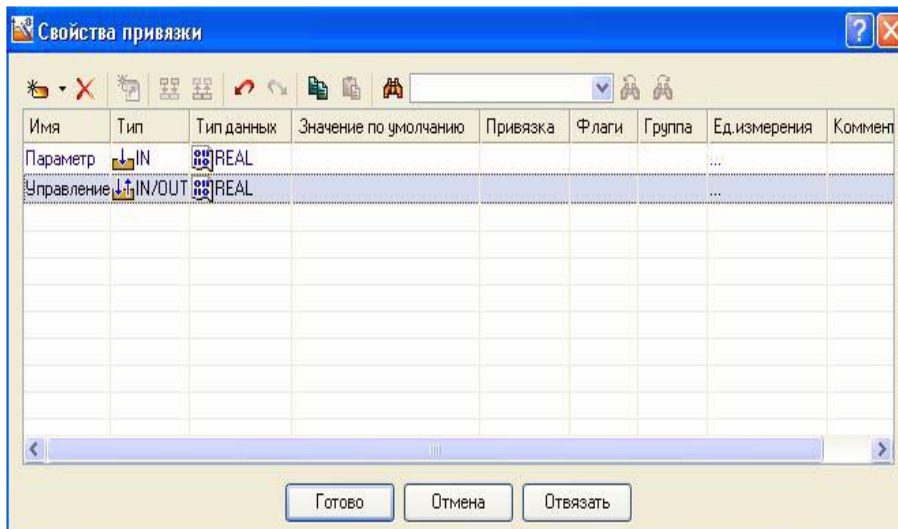 Свойства привязки
Имя Тип Тип данных Значение по умолчанию Привязка Флаги Группа Ед.измерения Коммент
Параметр IN REAL ...
Управление IN/OUT REAL ...
Готово Отмена Отвязать